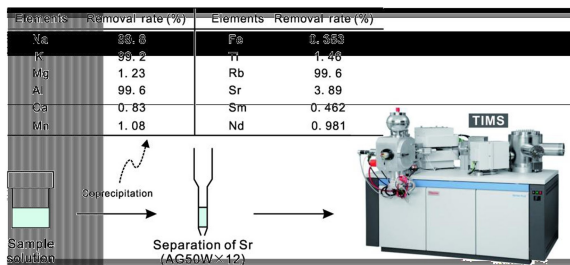 Elements Removal rate (%) Elements Removal rate (%)
Na Fe
K 99.2 Ti 1.46
Mg 1.23 Rb 99.6
Al 99.6 Sr 3.89
Ca 0.83 Sm 0.462
Mn 1.08 Nd 0.981
TIMS
Coprecipitation
Sample
solution
Separation of Sr
(AG50W×12)